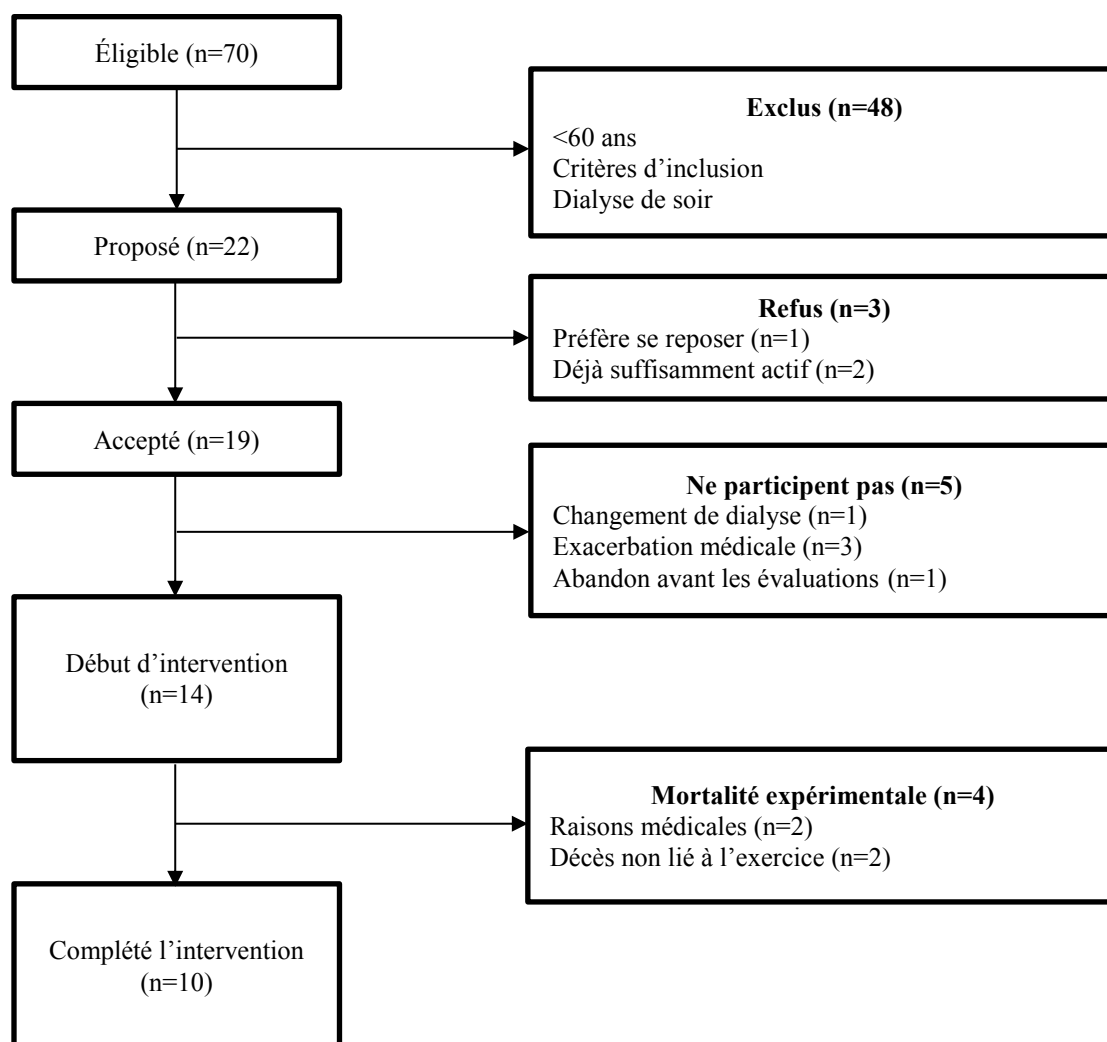 Éligible (n=70)
Exclus (n=48)
<60 ans
Critères d’inclusion
Dialyse de soir
Proposé (n=22)
Refus (n=3)
Préfère se reposer (n=1)
Déjà suffisamment actif (n=2)
Accepté (n=19)
Ne participent pas (n=5)
Changement de dialyse (n=1)
Exacerbation médicale (n=3)
Abandon avant les évaluations (n=1)
Début d’intervention
(n=14)
Mortalité expérimentale (n=4)
Raisons médicales (n=2)
Décès non lié à l’exercice (n=2)
Complété l’intervention
(n=10)